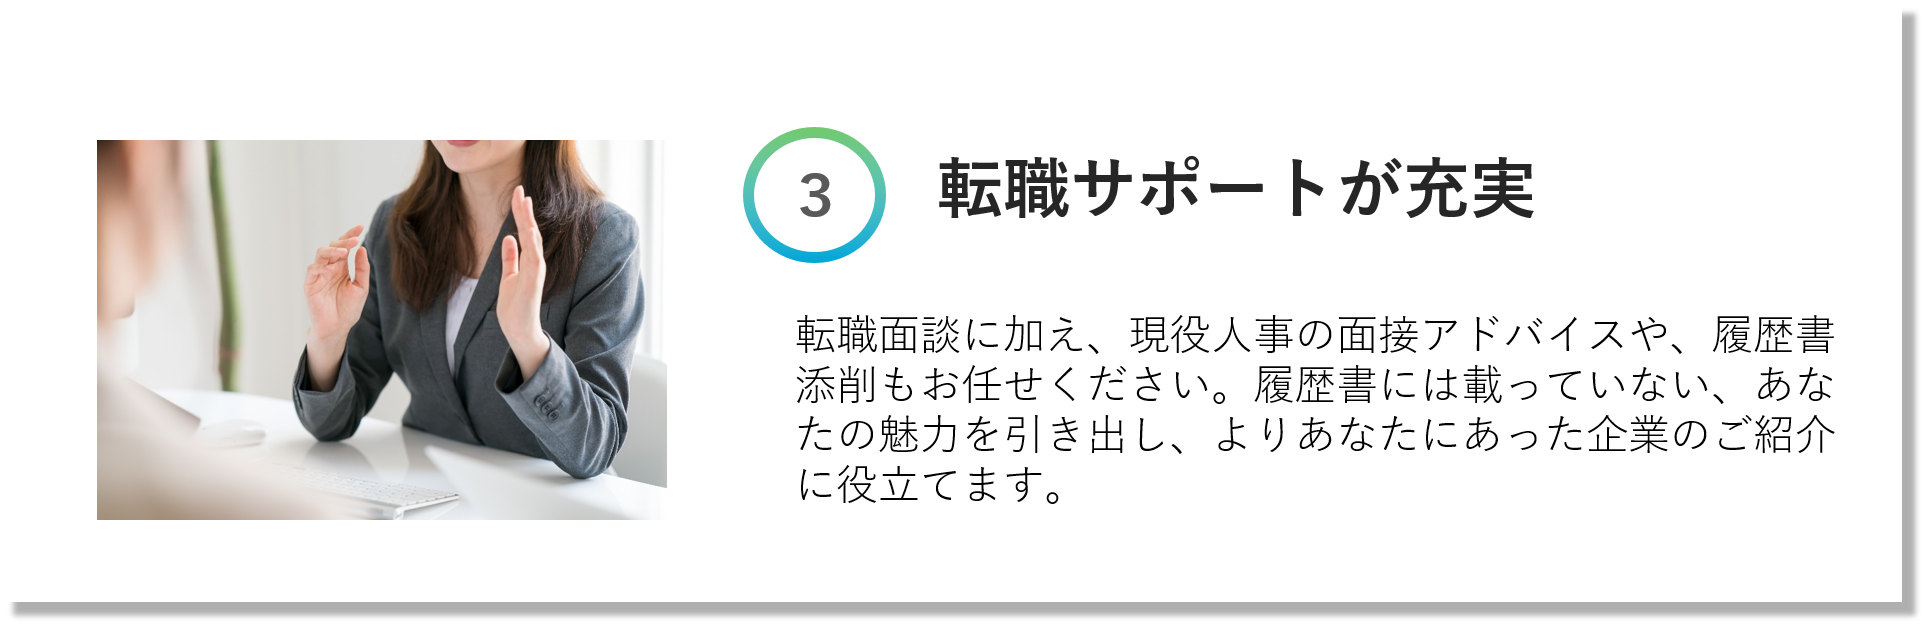 3
転職サポートが充実
転職面談に加え、現役人事の面接アドバイスや、履歴書
添削もお任せください。履歴書には載っていない、あな
たの魅力を引き出し、よりあなたにあった企業のご紹介
に役立てます。